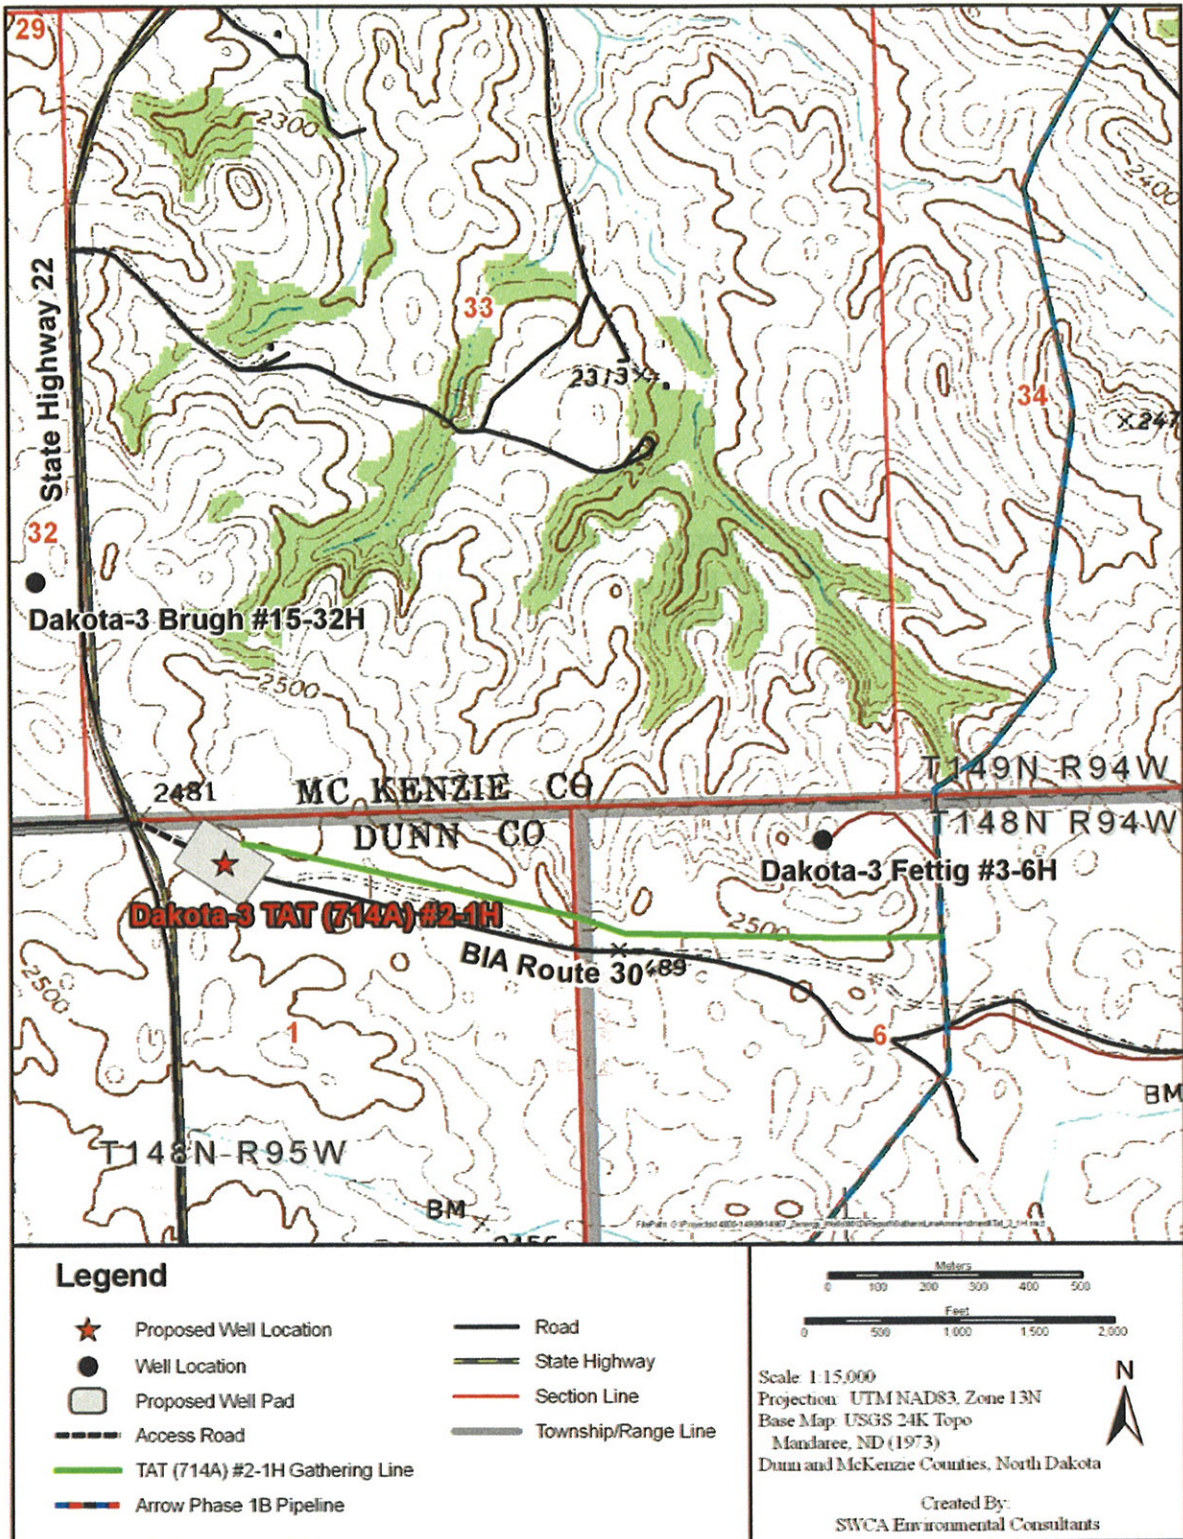 29
2300
2400
State Highway 22
33
2313
34
247
32
Dakota-3 Brugh #15-32H
2500
2481
MC KENZIE CO
T149N R94W
DUNN CO
T148N R94W
Dakota-3 Fettig #3-6H
Dakota-3 TAT (714A) #2-1H
2500
BIA Route 30
489
2500
1
6
BM
T148N R95W
BM
2456
Legend
Proposed Well Location
Well Location
Proposed Well Pad
Access Road
TAT (714A) #2-1H Gathering Line
Arrow Phase 1B Pipeline
Road
State Highway
Section Line
Township/Range Line
Meters
0 100 200 300 400 500
Feet
0 500 1,000 1,500 2,000
Scale: 1:15,000
Projection: UTM NAD83, Zone 13N
Base Map: USGS 24K Topo
Mandaree, ND (1973)
Dunn and McKenzie Counties, North Dakota
N
Created By:
SWCA Environmental Consultants